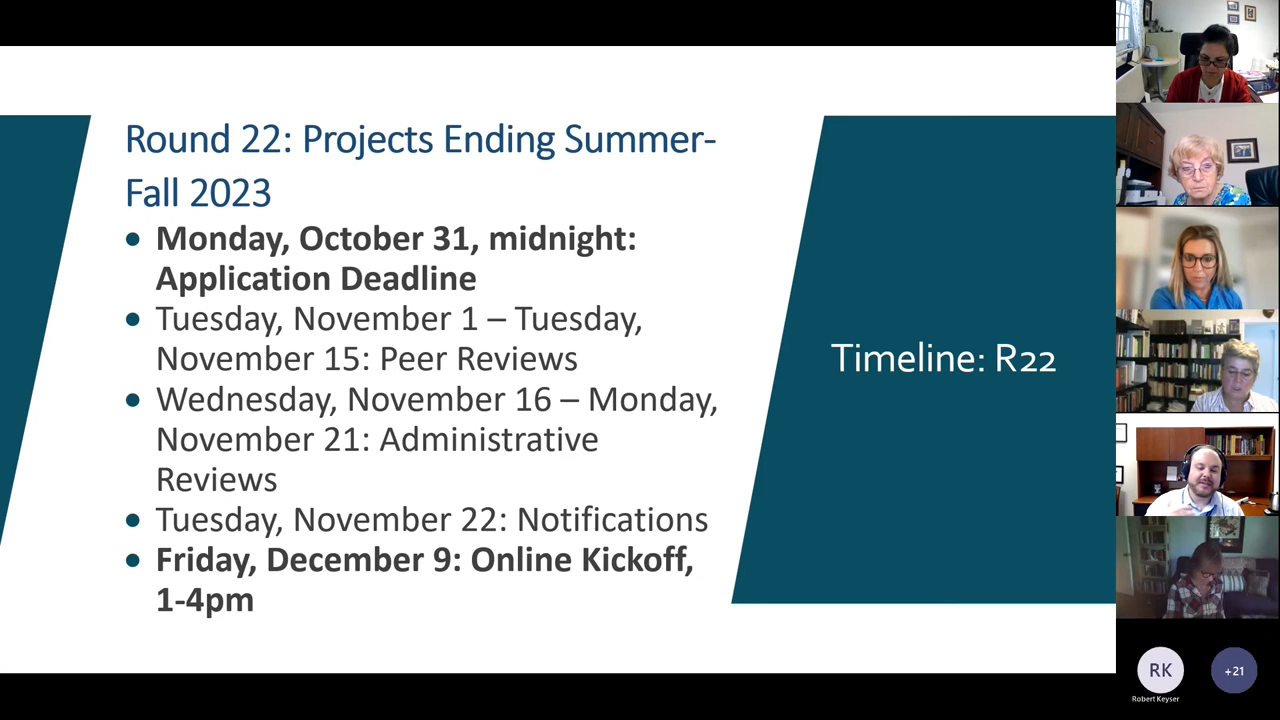 Round 22: Projects Ending Summer-
Fall 2023
• Monday, October 31, midnight:
Application Deadline
• Tuesday, November 1 – Tuesday,
November 15: Peer Reviews
• Wednesday, November 16 – Monday,
November 21: Administrative
Reviews
• Tuesday, November 22: Notifications
• Friday, December 9: Online Kickoff,
1-4pm
Timeline: R22
RK
+21
Robert Keyser